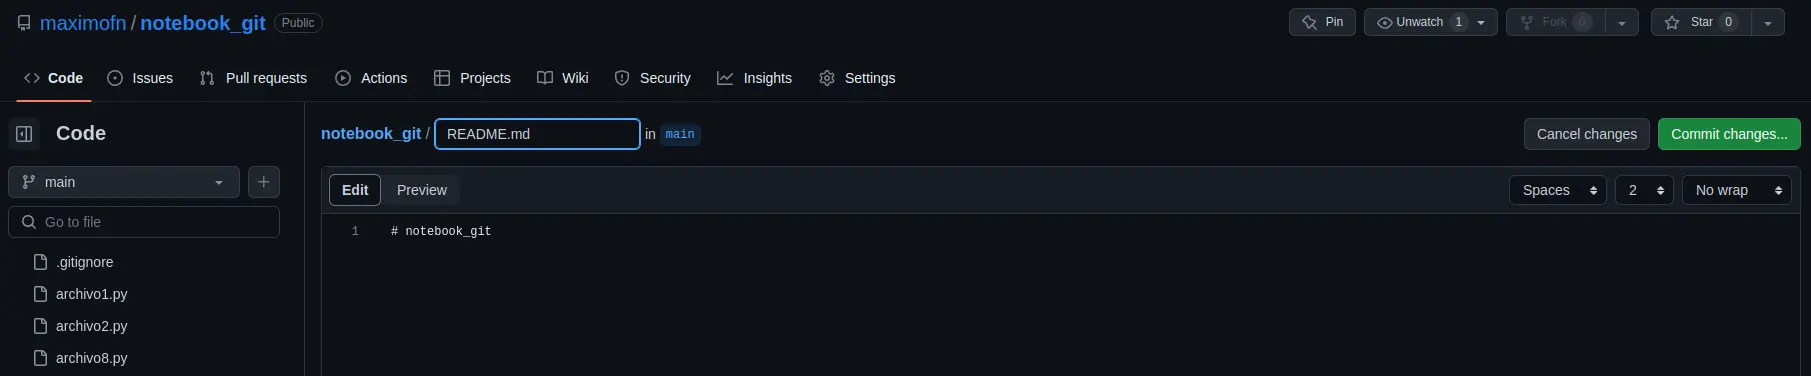 maximofn / notebook_git Public Pin Unwatch 1 Fork 0 Star 0
Code Issues Pull requests Actions Projects Wiki Security Insights Settings
Code
notebook_git / README.md in main Cancel changes Commit changes...
main
Edit Preview Spaces 2 No wrap
Go to file
1 # notebook_git
.gitignore
archivo1.py
archivo2.py
archivo8.py